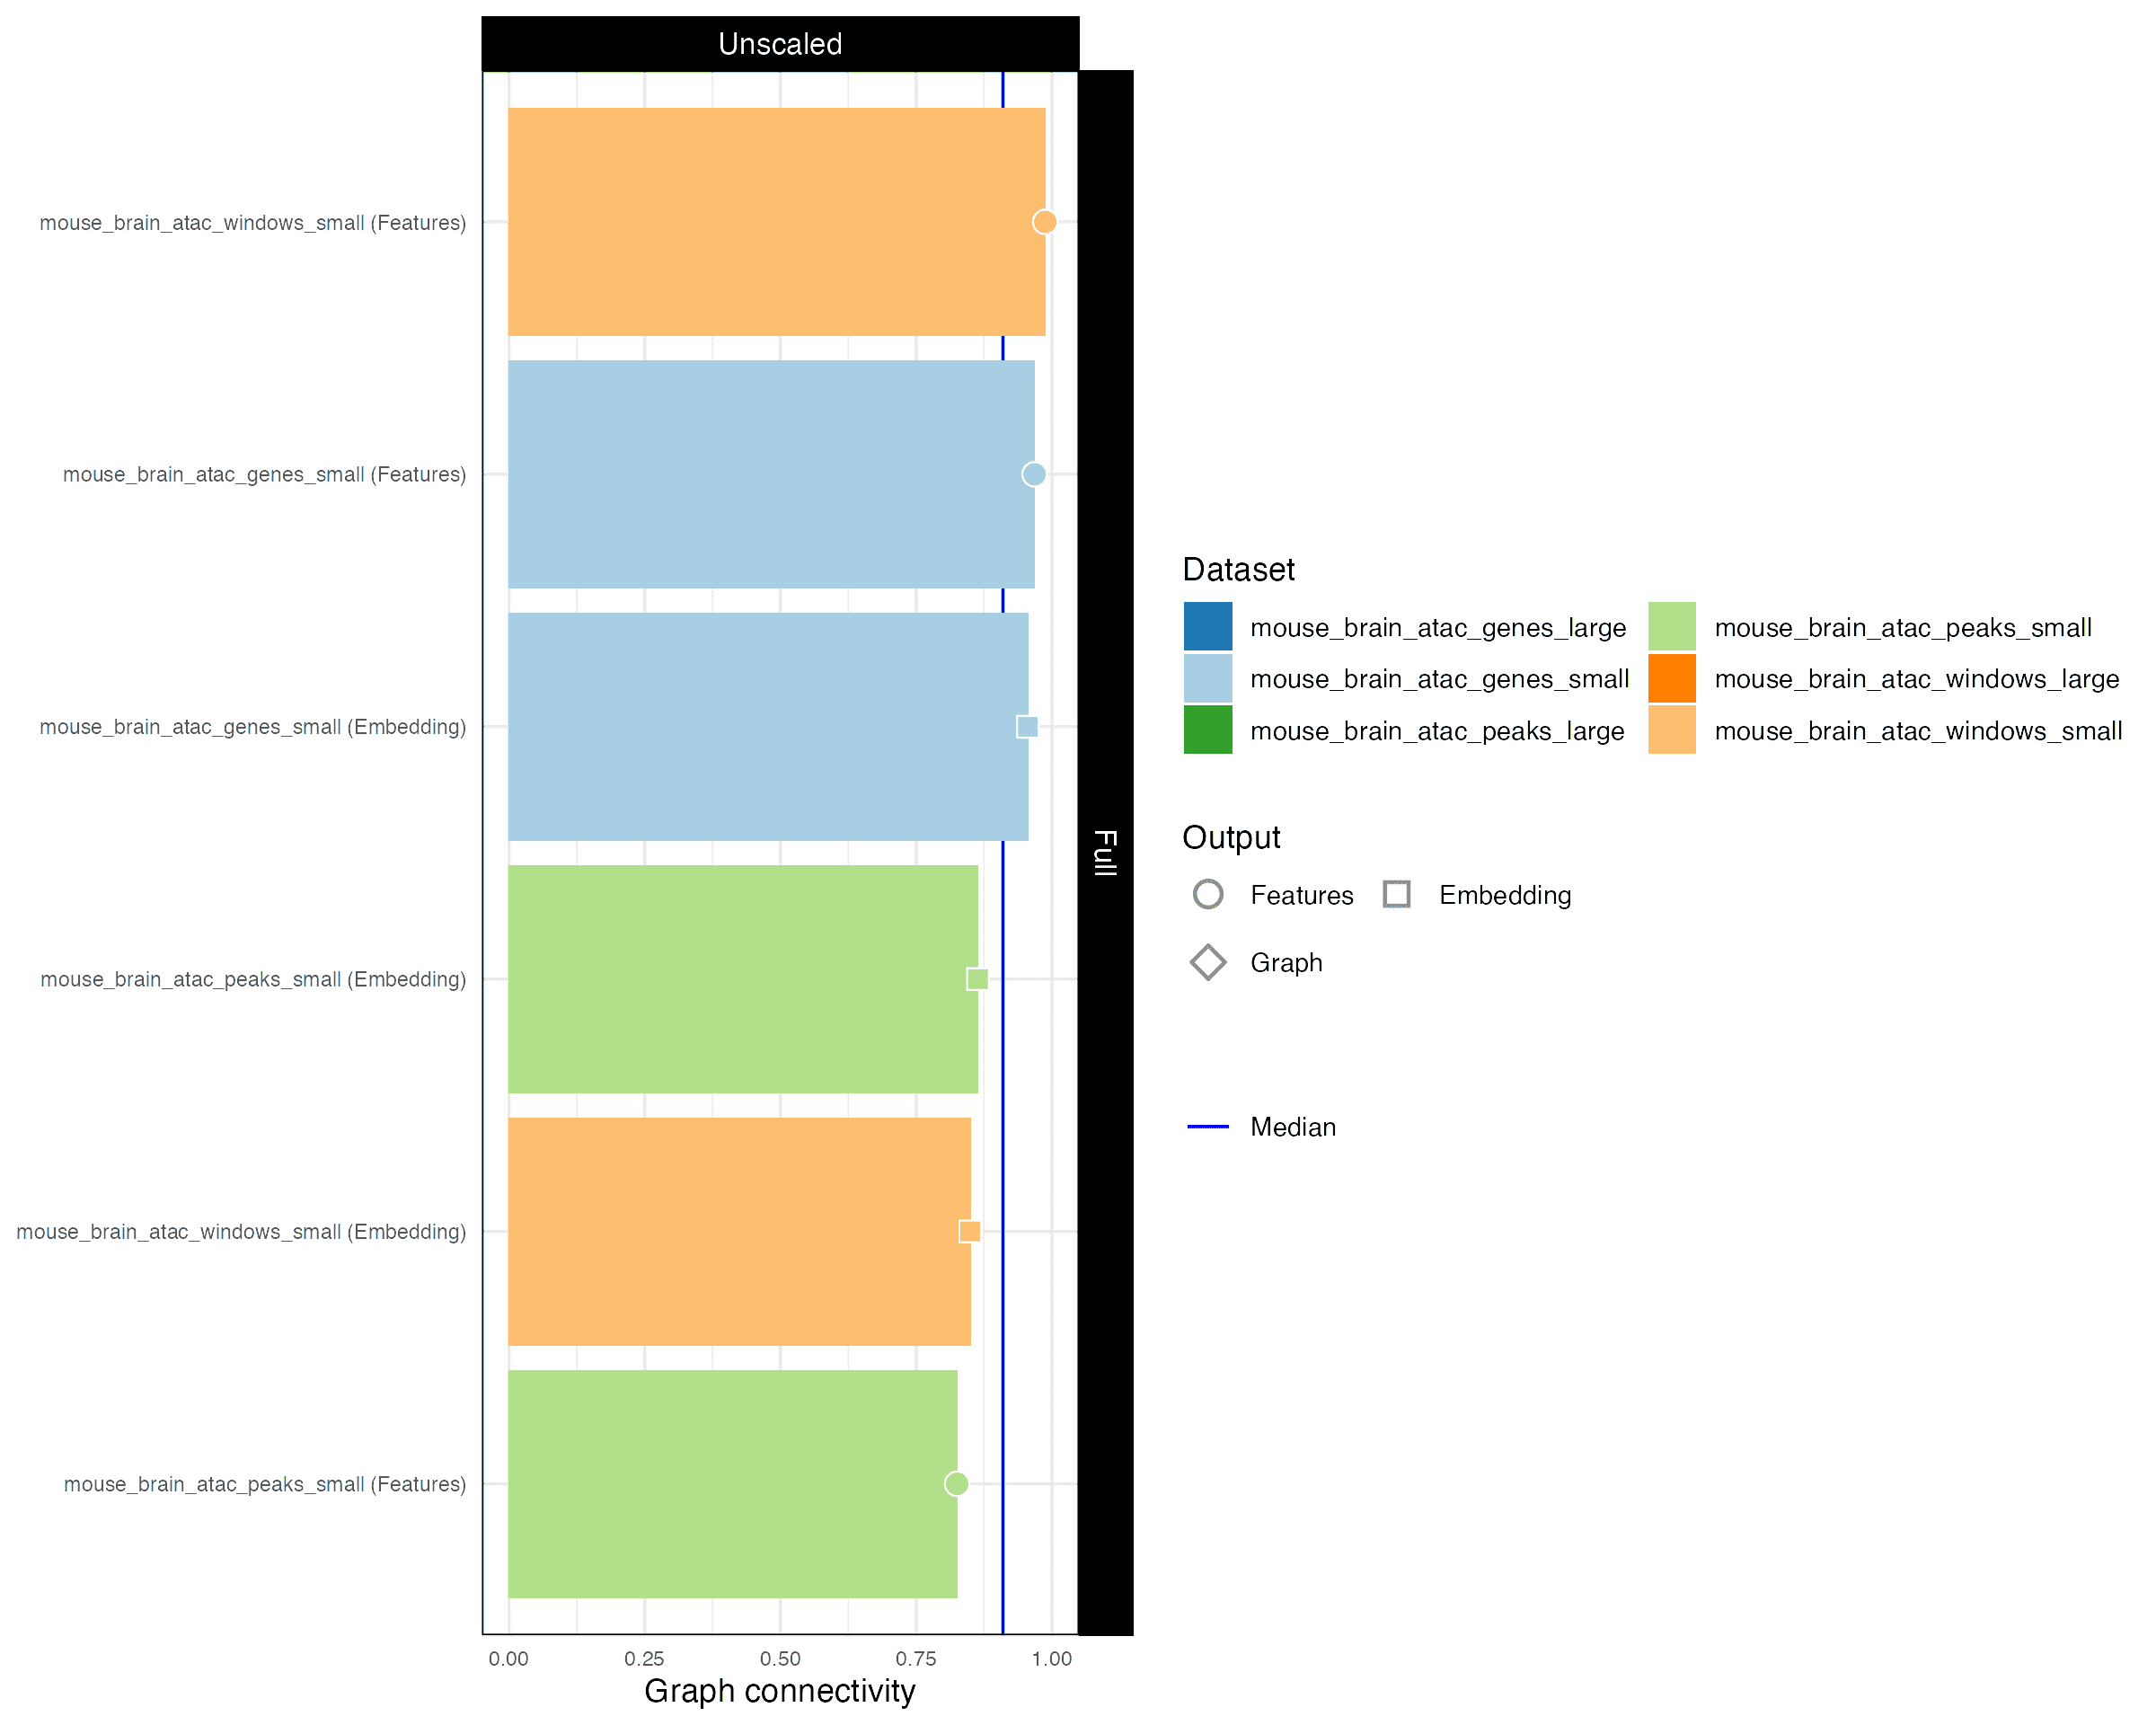 Unscaled
mouse_brain_atac_windows_small (Features)
mouse_brain_atac_genes_small (Features)
mouse_brain_atac_genes_small (Embedding)
mouse_brain_atac_peaks_small (Embedding)
mouse_brain_atac_windows_small (Embedding)
mouse_brain_atac_peaks_small (Features)
0.00 0.25 0.50 0.75 1.00
Graph connectivity
Full
Dataset
mouse_brain_atac_genes_large mouse_brain_atac_peaks_small
mouse_brain_atac_genes_small mouse_brain_atac_windows_large
mouse_brain_atac_peaks_large mouse_brain_atac_windows_small
Output
Features Embedding
Graph
Median